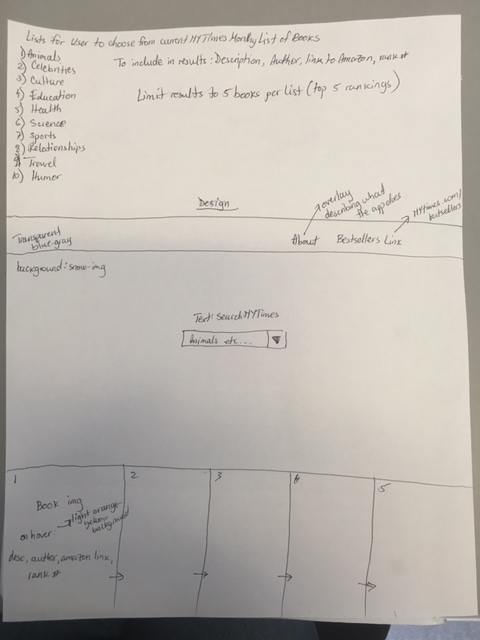 Lists for User to choose from current NYTimes Monthly List of Books
1) Animals
2) Celebrities
3) Culture
4) Education
5) Health
6) Science
7) Sports
8) Relationships
9) Travel
10) Humor
To include in results: Description, Author, link to Amazon, rank #
Limit results to 5 books per list (top 5 rankings)
Design
overlay
describing what
the app does
NYtimes.com/
bestsellers
Transparent
blue-gray
About
Bestsellers Link
background: snow-img
Text: Search NYTimes
Animals etc....
1
2
3
4
5
Book img
on hover
light orange-
yellow
background
desc, author, amazon link,
rank #